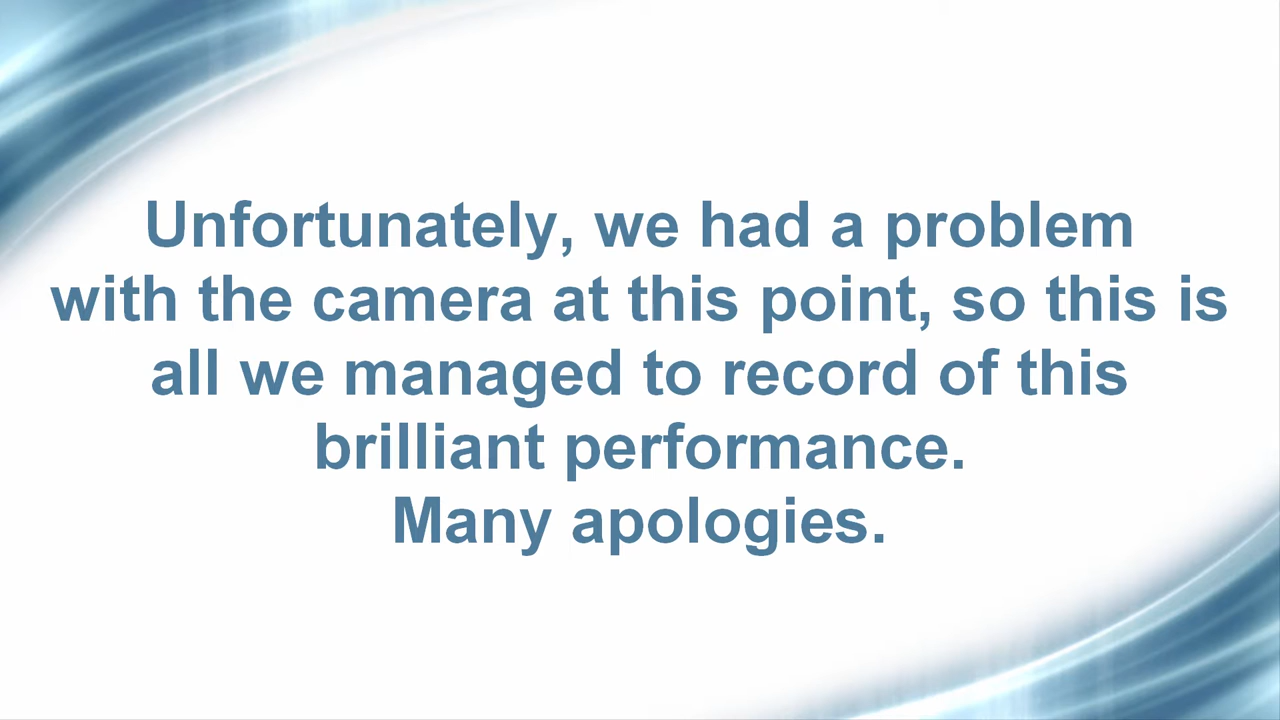 Unfortunately, we had a problem
with the camera at this point, so this is
all we managed to record of this
brilliant performance.
Many apologies.